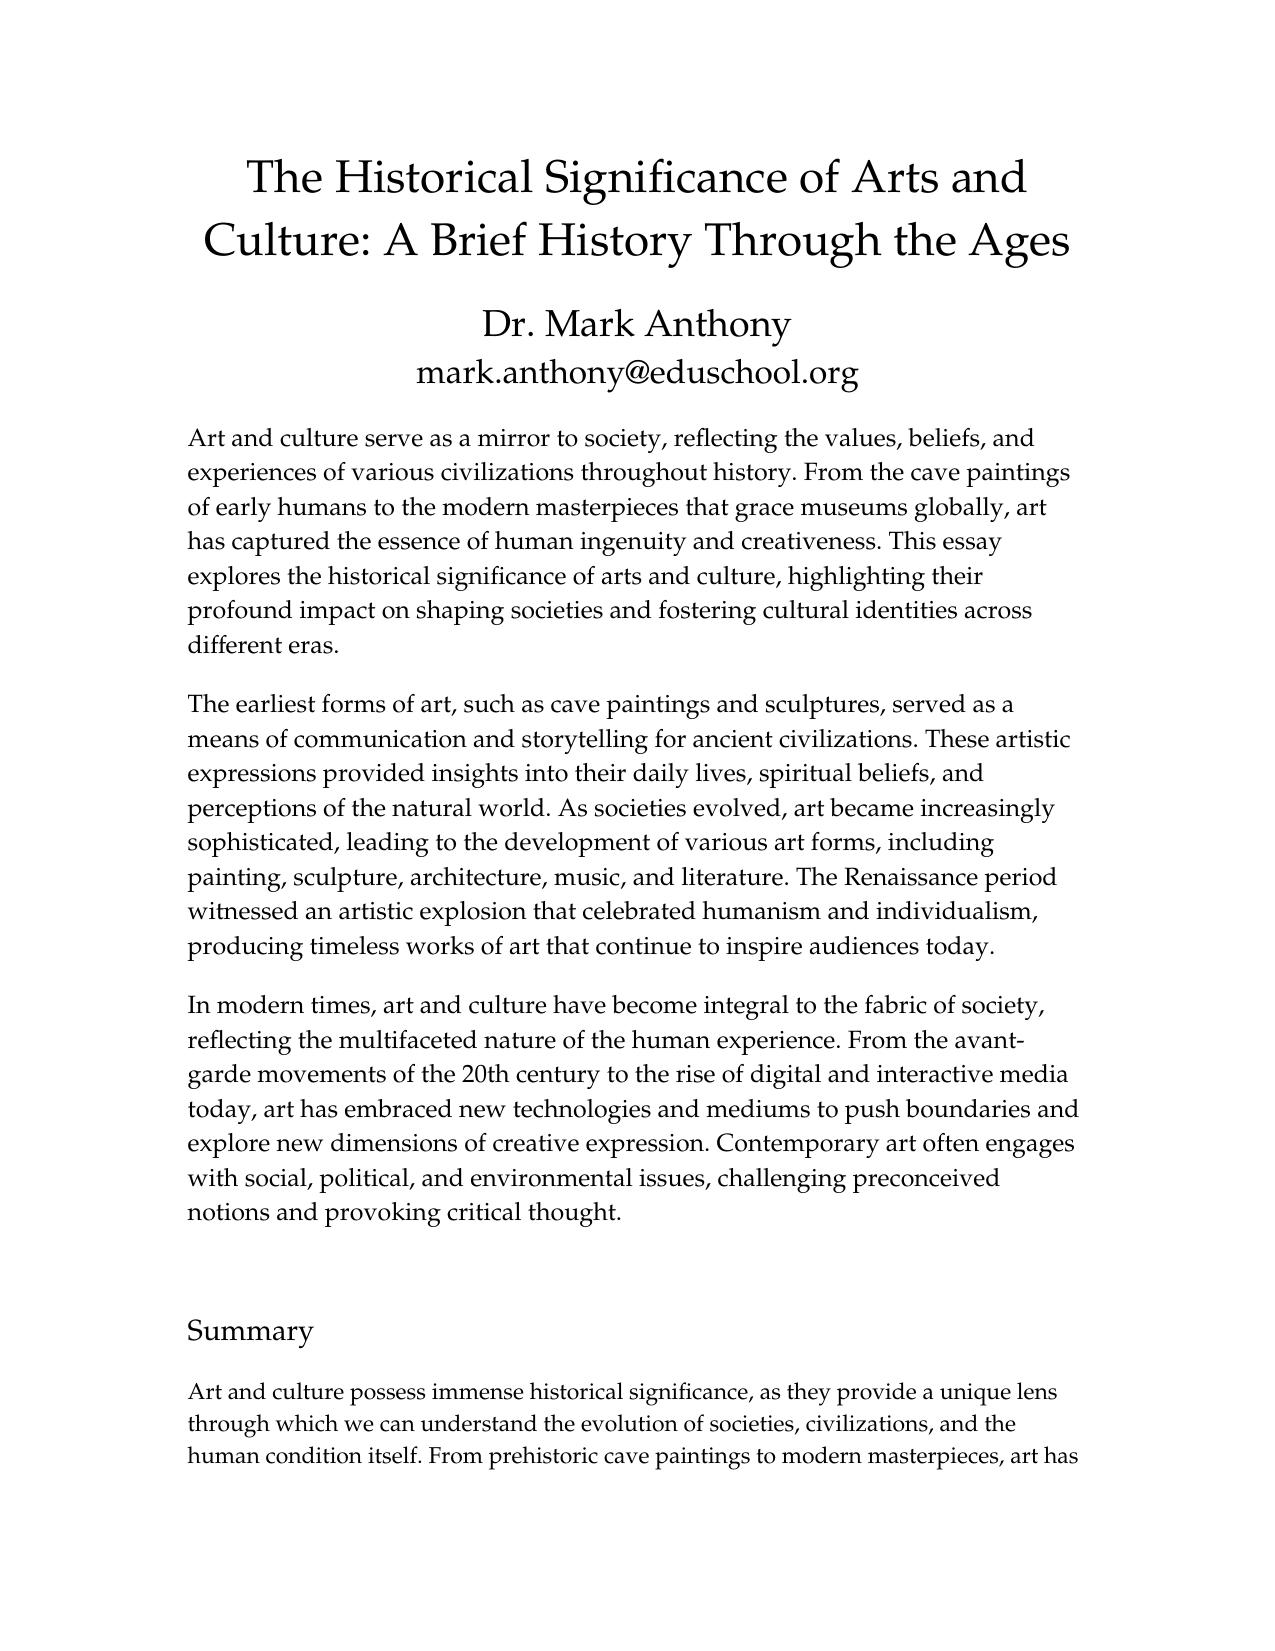 The Historical Significance of Arts and
Culture: A Brief History Through the Ages
Dr. Mark Anthony
mark.anthony@eduschool.org
Art and culture serve as a mirror to society, reflecting the values, beliefs, and
experiences of various civilizations throughout history. From the cave paintings
of early humans to the modern masterpieces that grace museums globally, art
has captured the essence of human ingenuity and creativeness. This essay
explores the historical significance of arts and culture, highlighting their
profound impact on shaping societies and fostering cultural identities across
different eras.
The earliest forms of art, such as cave paintings and sculptures, served as a
means of communication and storytelling for ancient civilizations. These artistic
expressions provided insights into their daily lives, spiritual beliefs, and
perceptions of the natural world. As societies evolved, art became increasingly
sophisticated, leading to the development of various art forms, including
painting, sculpture, architecture, music, and literature. The Renaissance period
witnessed an artistic explosion that celebrated humanism and individualism,
producing timeless works of art that continue to inspire audiences today.
In modern times, art and culture have become integral to the fabric of society,
reflecting the multifaceted nature of the human experience. From the avant-
garde movements of the 20th century to the rise of digital and interactive media
today, art has embraced new technologies and mediums to push boundaries and
explore new dimensions of creative expression. Contemporary art often engages
with social, political, and environmental issues, challenging preconceived
notions and provoking critical thought.
Summary
Art and culture possess immense historical significance, as they provide a unique lens
through which we can understand the evolution of societies, civilizations, and the
human condition itself. From prehistoric cave paintings to modern masterpieces, art has